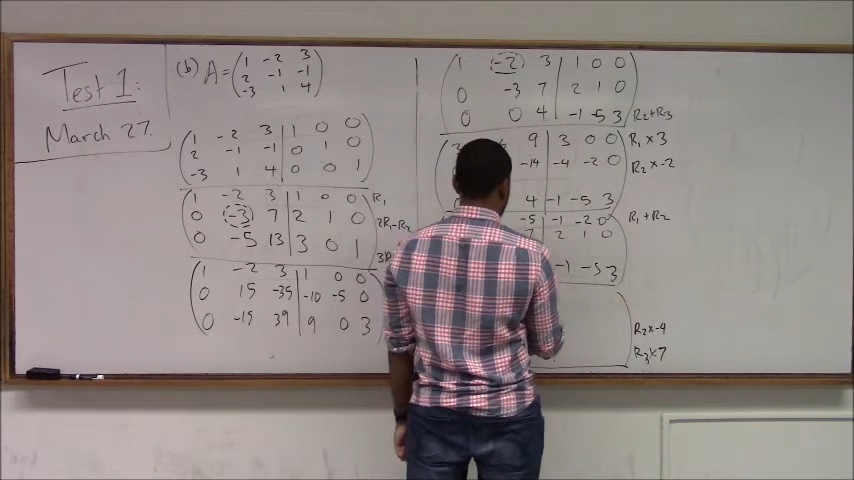 Test 1:
March 27.
(b) A = ( 1 -2 3
2 -1 -1
-3 1 4 )
1 -2 3 | 1 0 0
2 -1 -1 | 0 1 0
-3 1 4 | 0 0 1
1 -2 3 | 1 0 0 R1
0 -3 7 | 2 1 0 2R1-R2
0 -5 13 | 3 0 1
1 -2 3 | 1 0 0
0 15 -35 | -10 -5 0
0 -15 39 | 9 0 3
1 -2 3 | 1 0 0
0 -3 7 | 2 1 0
0 0 4 | -1 -5 3 R2+R3
9 | 3 0 0 R1 x 3
-14 | -4 -2 0 R2 x -2
4 | -1 -5 3
-5 | -1 -2 0 R1 + R2
7 | 2 1 0
-1 -5 3
R2 x -4
R3 x 7